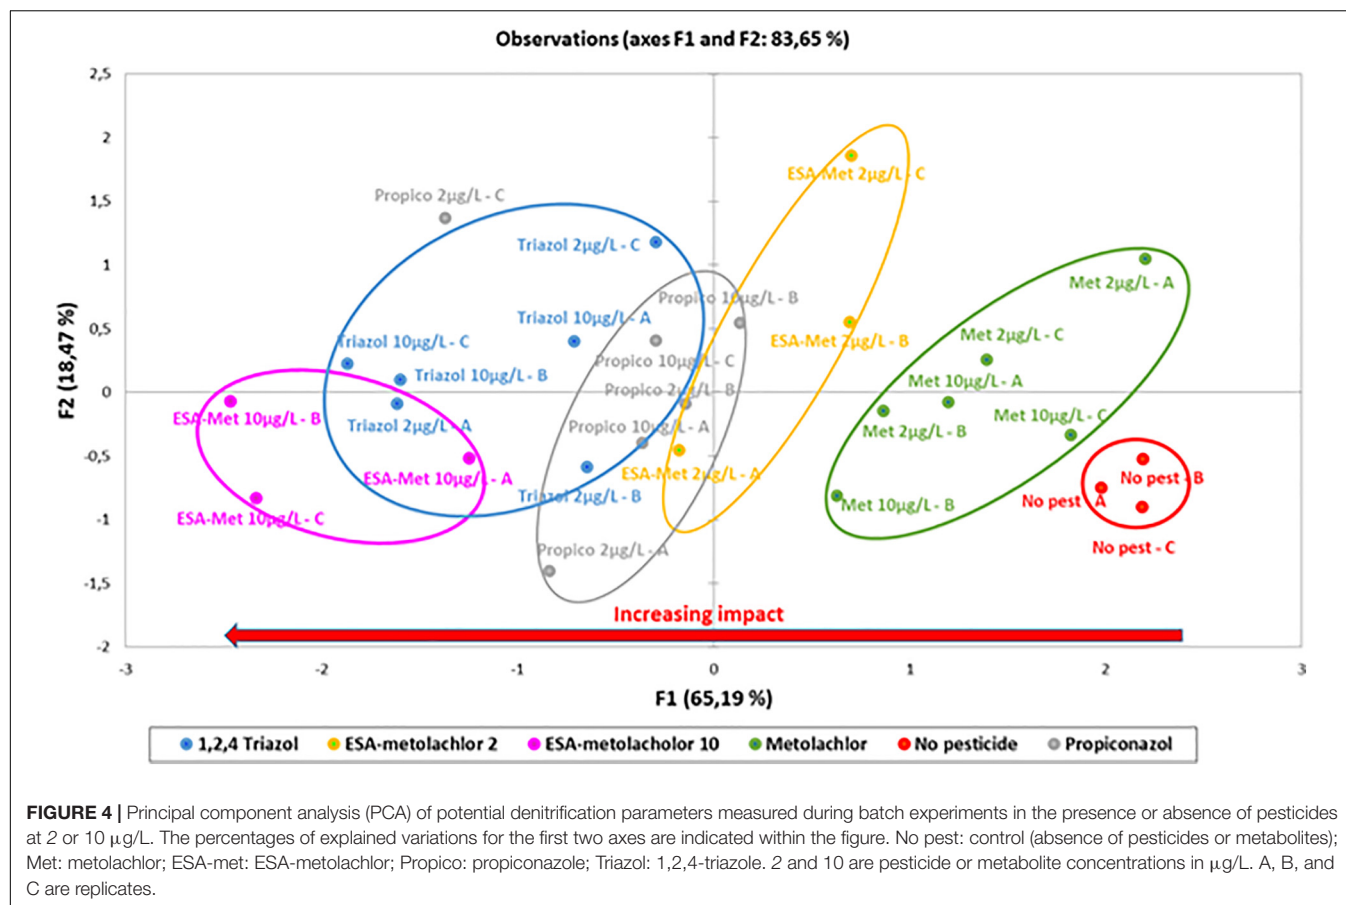 Observations (axes F1 and F2: 83,65 %)
2,5
2
1,5
1
0,5
0
-0,5
-1
-1,5
-2
F2 (18,47 %)
ESA-Met 2µg/L - C
Propico 2µg/L - C
Triazol 2µg/L - C
Met 2µg/L - A
Propico 10µg/L - B
Triazol 10µg/L - A
Triazol 10µg/L - C
ESA-Met 2µg/L - B
Met 2µg/L - C
Propico 10µg/L - C
Triazol 10µg/L - B
Met 10µg/L - A
Propico 2µg/L - B
ESA-Met 10µg/L - B
Triazol 2µg/L - A
Propico 10µg/L - A
Met 2µg/L - B
Met 10µg/L - C
ESA-Met 10µg/L - A
ESA-Met 2µg/L - A
No pest - B
Triazol 2µg/L - B
Met 10µg/L - B
No pest - A
ESA-Met 10µg/L - C
Propico 2µg/L - A
No pest - C
Increasing impact
-3 -2 -1 0 1 2 3
F1 (65,19 %)
1,2,4 Triazol ESA-metolachlor 2 ESA-metolacholor 10 Metolachlor No pesticide Propiconazol
FIGURE 4 | Principal component analysis (PCA) of potential denitrification parameters measured during batch experiments in the presence or absence of pesticides
at 2 or 10 µg/L. The percentages of explained variations for the first two axes are indicated within the figure. No pest: control (absence of pesticides or metabolites);
Met: metolachlor; ESA-met: ESA-metolachlor; Propico: propiconazole; Triazol: 1,2,4-triazole. 2 and 10 are pesticide or metabolite concentrations in µg/L. A, B, and
C are replicates.